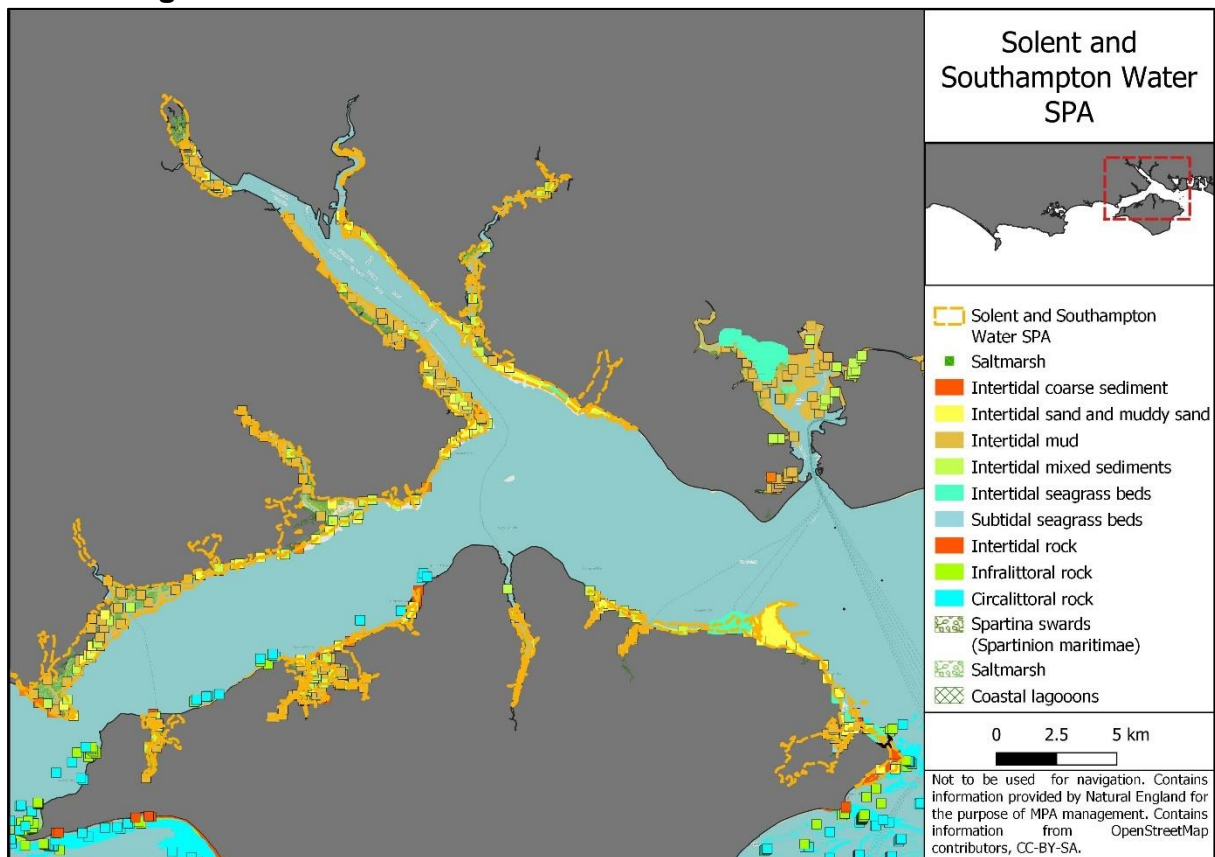 Solent and
Southampton Water
SPA
Solent and Southampton
Water SPA
Saltmarsh
Intertidal coarse sediment
Intertidal sand and muddy sand
Intertidal mud
Intertidal mixed sediments
Intertidal seagrass beds
Subtidal seagrass beds
Intertidal rock
Infralittoral rock
Circalittoral rock
Spartina swards
(Spartinion maritimae)
Saltmarsh
Coastal lagooons
0 2.5 5 km
Not to be used for navigation. Contains
information provided by Natural England for
the purpose of MPA management. Contains
information from OpenStreetMap
contributors, CC-BY-SA.